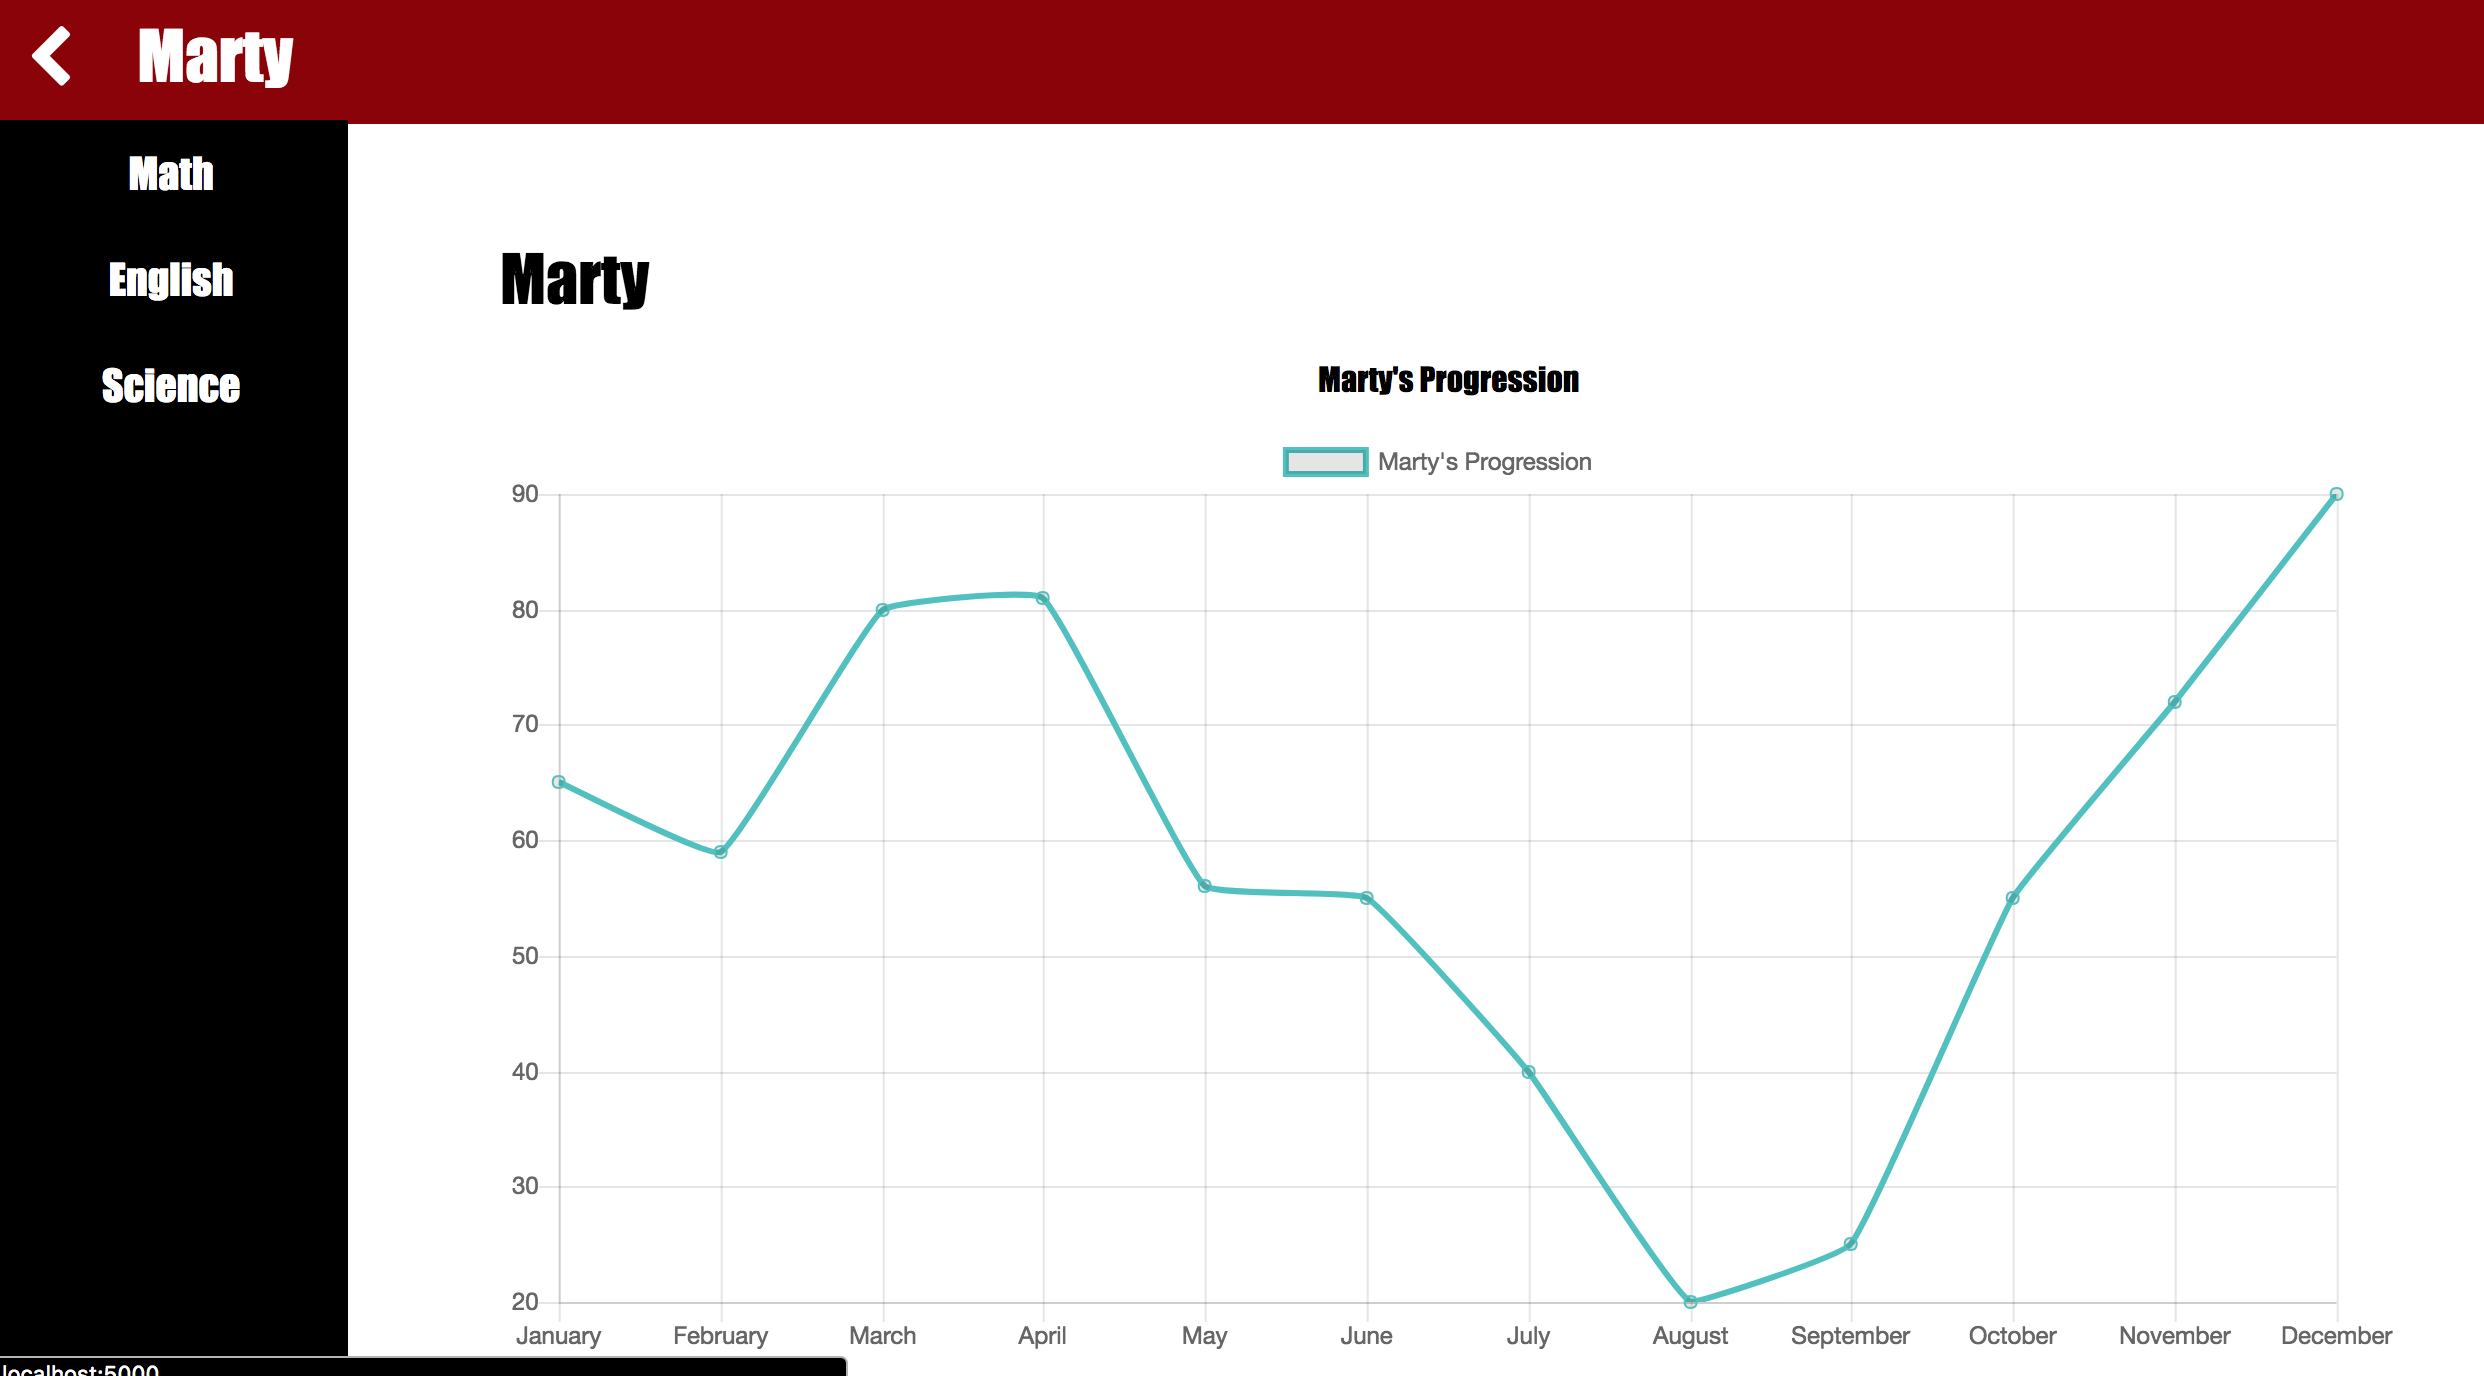 Marty
Math
English
Science
Marty
Marty's Progression
Marty's Progression
90
80
70
60
50
40
30
20
January February March April May June July August September October November December
localhost:5000